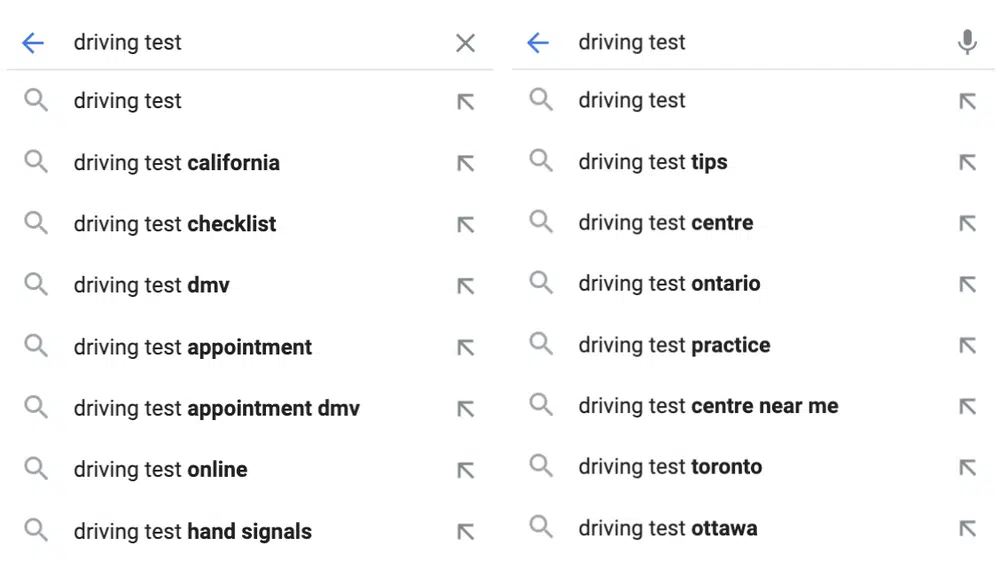 driving test
driving test
driving test california
driving test checklist
driving test dmv
driving test appointment
driving test appointment dmv
driving test online
driving test hand signals
driving test
driving test
driving test tips
driving test centre
driving test ontario
driving test practice
driving test centre near me
driving test toronto
driving test ottawa